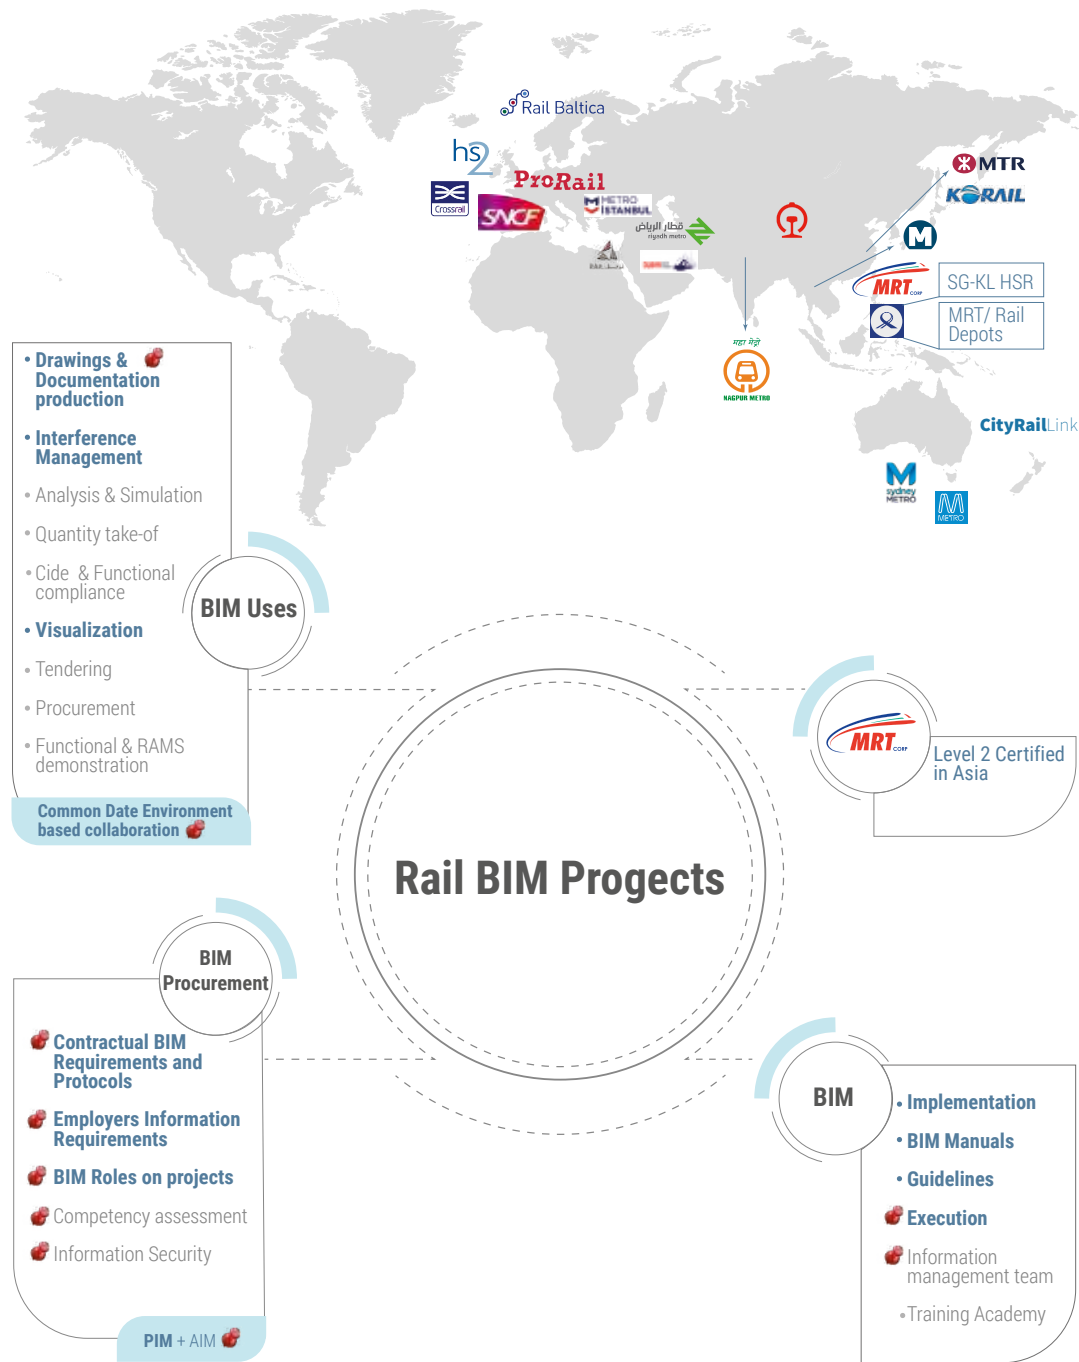 Rail Baltica
hs2
ProRail
Crossrail
SNCF
METRO
İSTANBUL
قطار الرياض
riyadh metro
MTR
KORAIL
M
MRT CORP
SG-KL HSR
MRT/ Rail
Depots
महा मेट्रो
NAGPUR METRO
CityRailLink
M
sydney
METRO
M
METRO
• Drawings &
Documentation
production
• Interference
Management
• Analysis & Simulation
• Quantity take-of
• Cide & Functional
compliance
• Visualization
• Tendering
• Procurement
• Functional & RAMS
demonstration
Common Date Environment
based collaboration
BIM Uses
MRT CORP
Level 2 Certified
in Asia
Rail BIM Progects
BIM
Procurement
Contractual BIM
Requirements and
Protocols
Employers Information
Requirements
BIM Roles on projects
Competency assessment
Information Security
PIM + AIM
BIM
• Implementation
• BIM Manuals
• Guidelines
Execution
Information
management team
• Training Academy